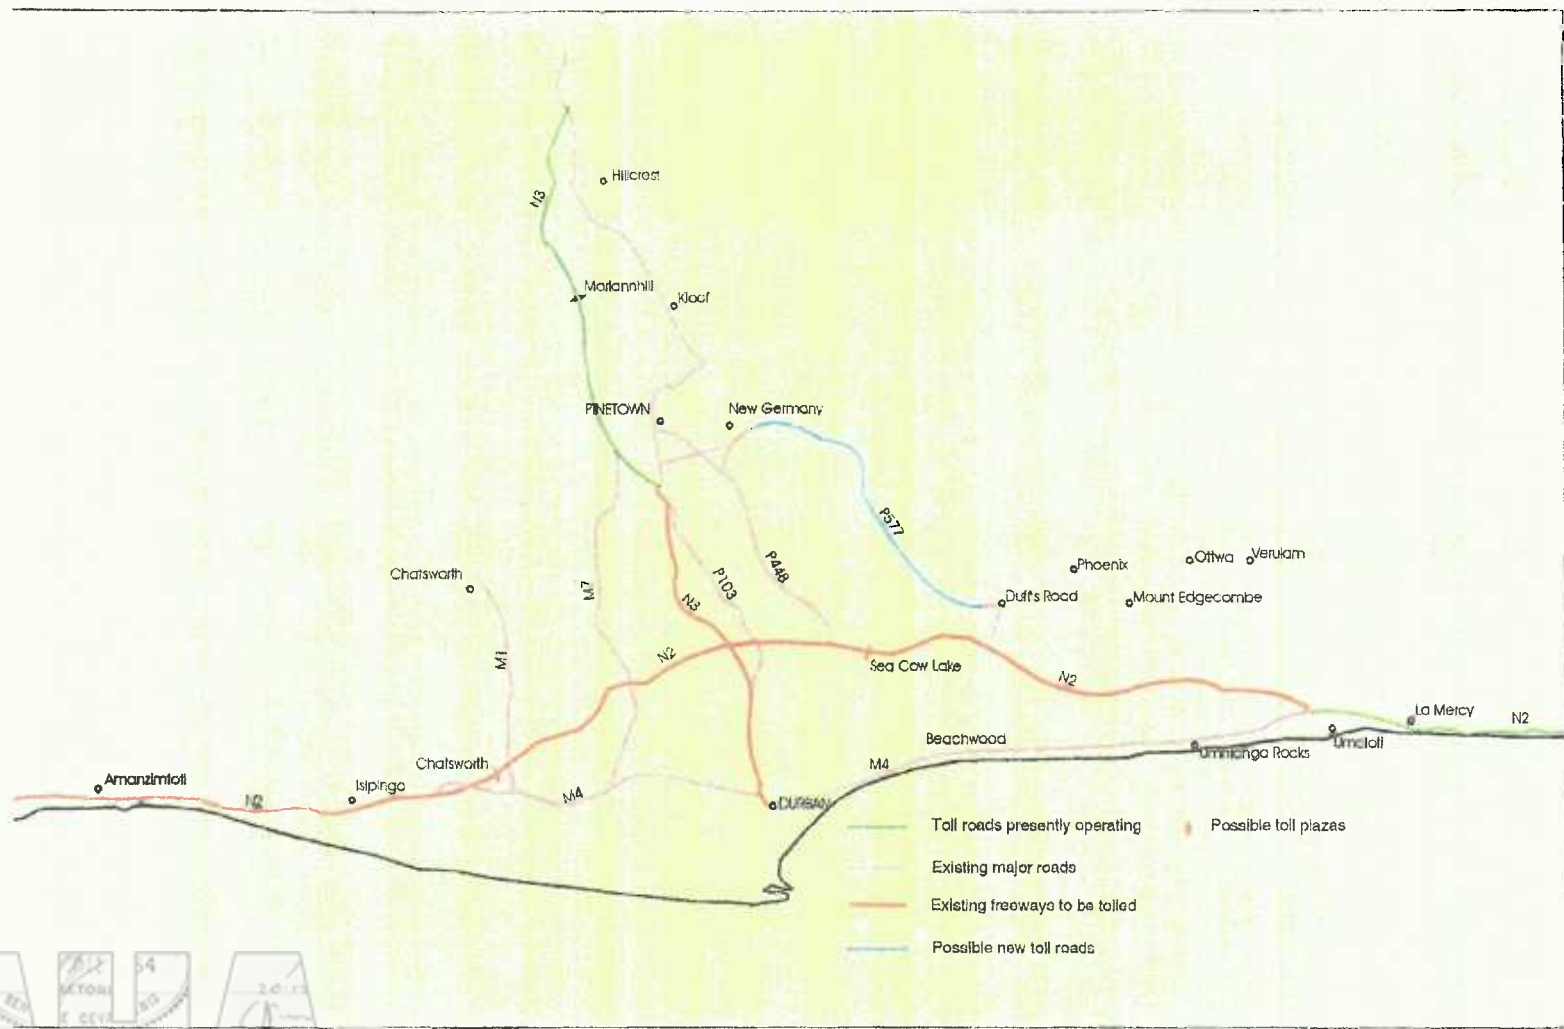 Hillcrest
N3
Mariannhill
Kloof
PINETOWN
New Germany
P577
Chatsworth
M7
P103
P448
Phoenix
Ottwa
Verulam
Duffs Road
Mount Edgecombe
N3
M1
N2
Sea Cow Lake
N2
La Mercy
N2
Beachwood
Umhlanga Rocks
Umdloti
Chatsworth
M4
Amanzimtoti
Isipingo
N2
M4
DURBAN
Toll roads presently operating
Possible toll plazas
Existing major roads
Existing freeways to be tolled
Possible new toll roads